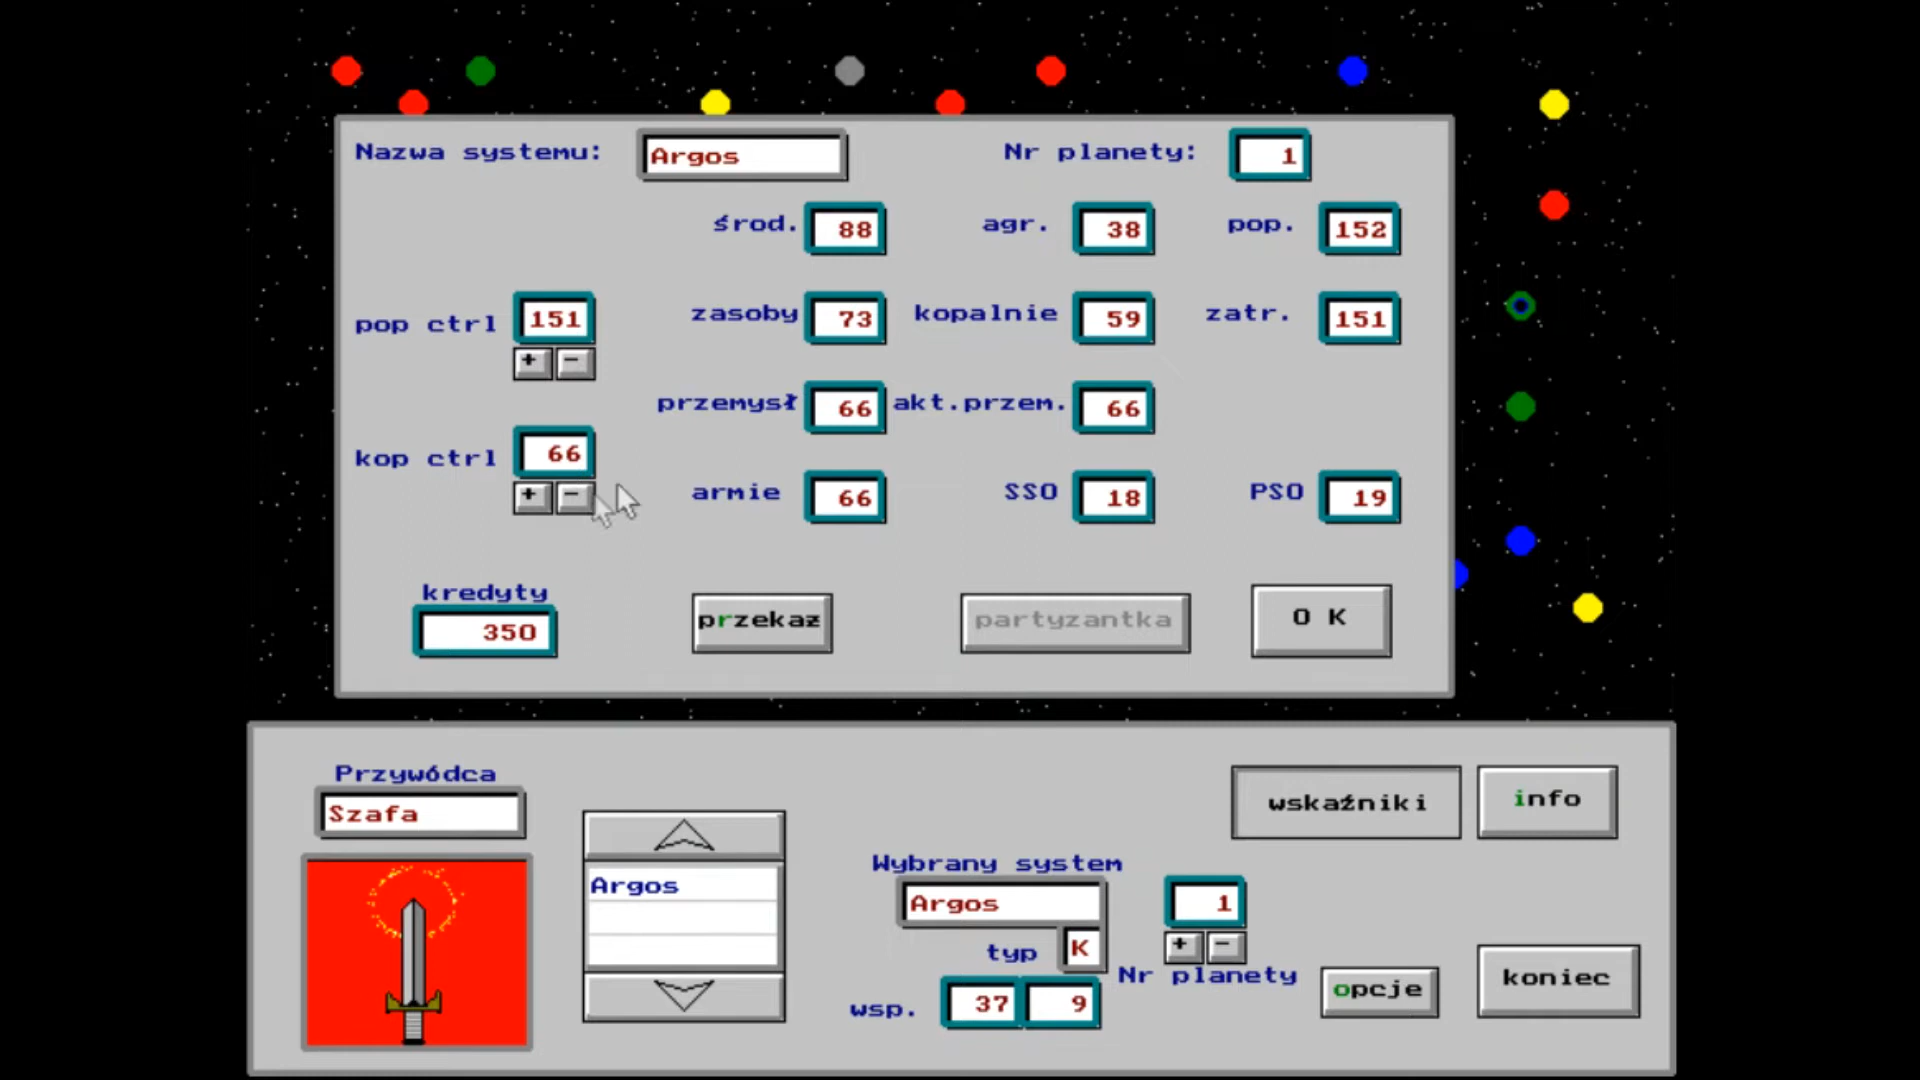 Nazwa systemu: Argos Nr planety: 1
środ. 88 agr. 38 pop. 152
pop ctrl 151 zasoby 73 kopalnie 59 zatr. 151
+ -
przemysł 66 akt.przem. 66
kop ctrl 66
+ -
armie 66 SSO 18 PSO 19
kredyty
350
przekaz partyzantka O K
Przywódca
Szafa
wskaźniki info
Argos
Wybrany system
Argos 1
+ -
typ K
Nr planety
wsp. 37 9
opcje koniec